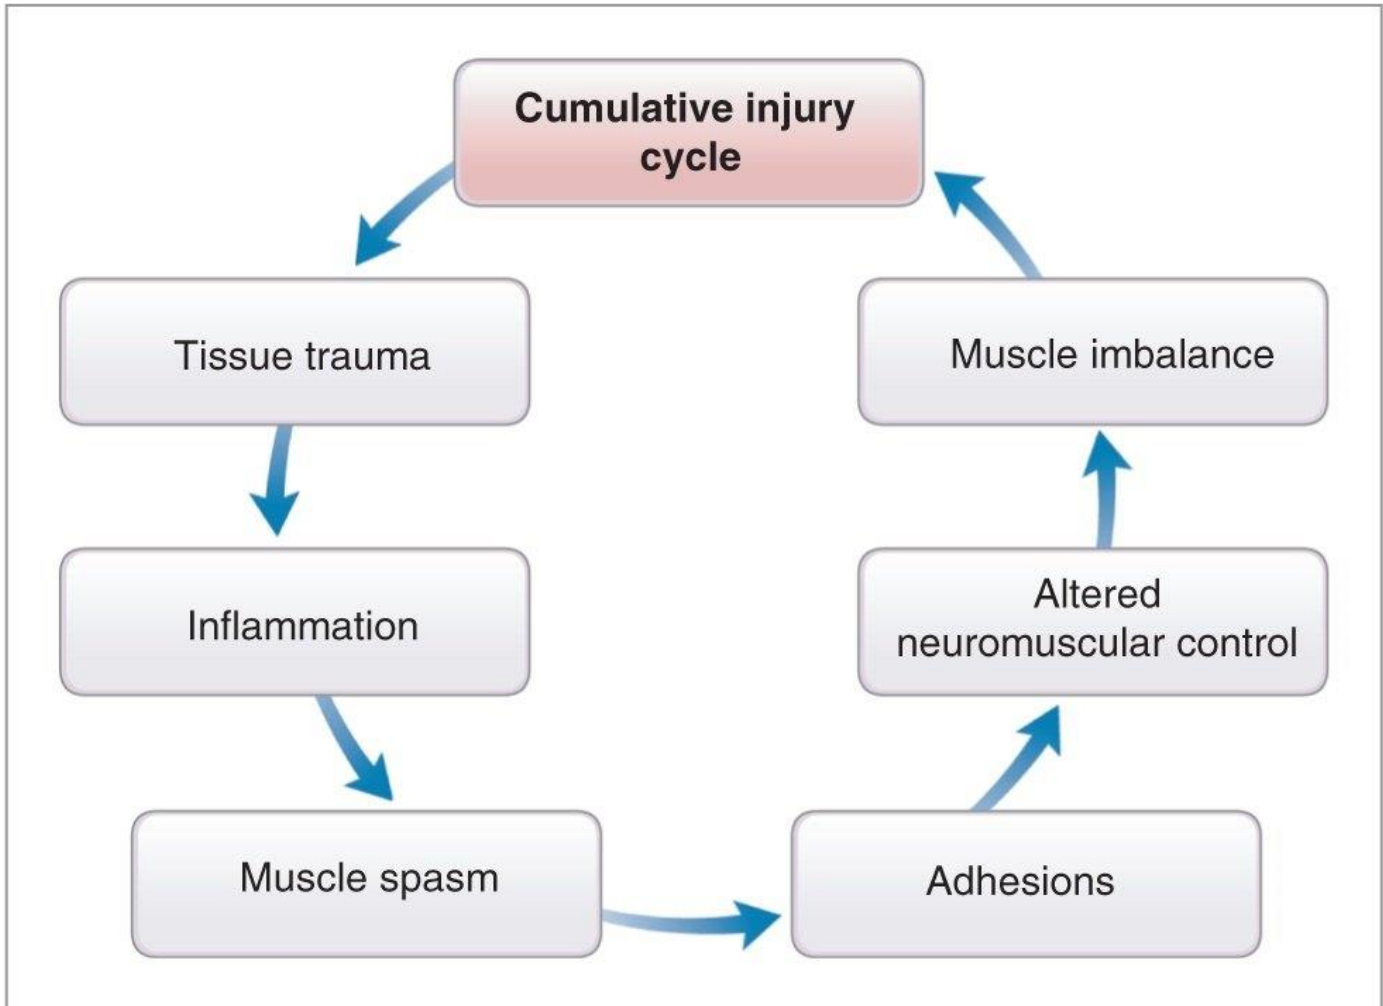 Cumulative injury
cycle
Tissue trauma
Muscle imbalance
Inflammation
Altered
neuromuscular control
Muscle spasm
Adhesions